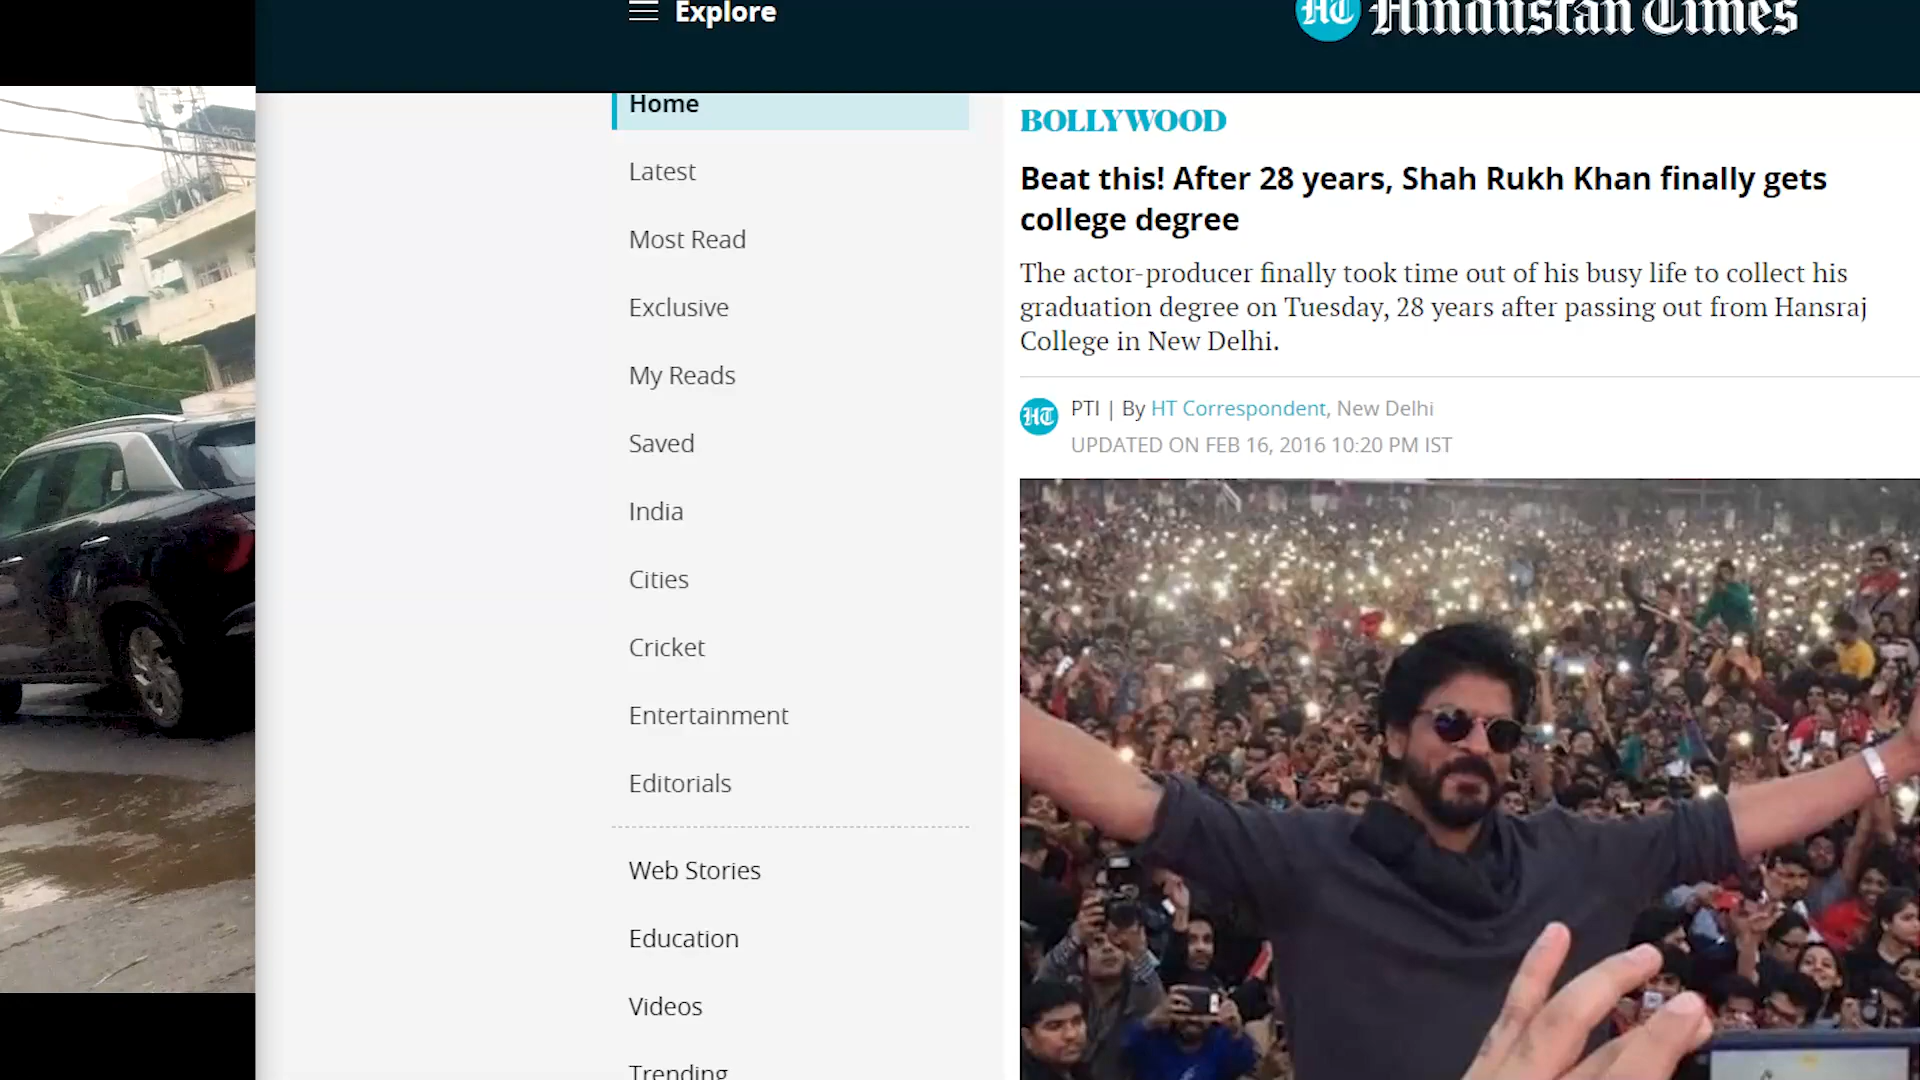 Explore
HT Hindustan Times
Home
Latest
Most Read
Exclusive
My Reads
Saved
India
Cities
Cricket
Entertainment
Editorials
Web Stories
Education
Videos
Trending
BOLLYWOOD
Beat this! After 28 years, Shah Rukh Khan finally gets
college degree
The actor-producer finally took time out of his busy life to collect his
graduation degree on Tuesday, 28 years after passing out from Hansraj
College in New Delhi.
HT
PTI | By HT Correspondent, New Delhi
UPDATED ON FEB 16, 2016 10:20 PM IST